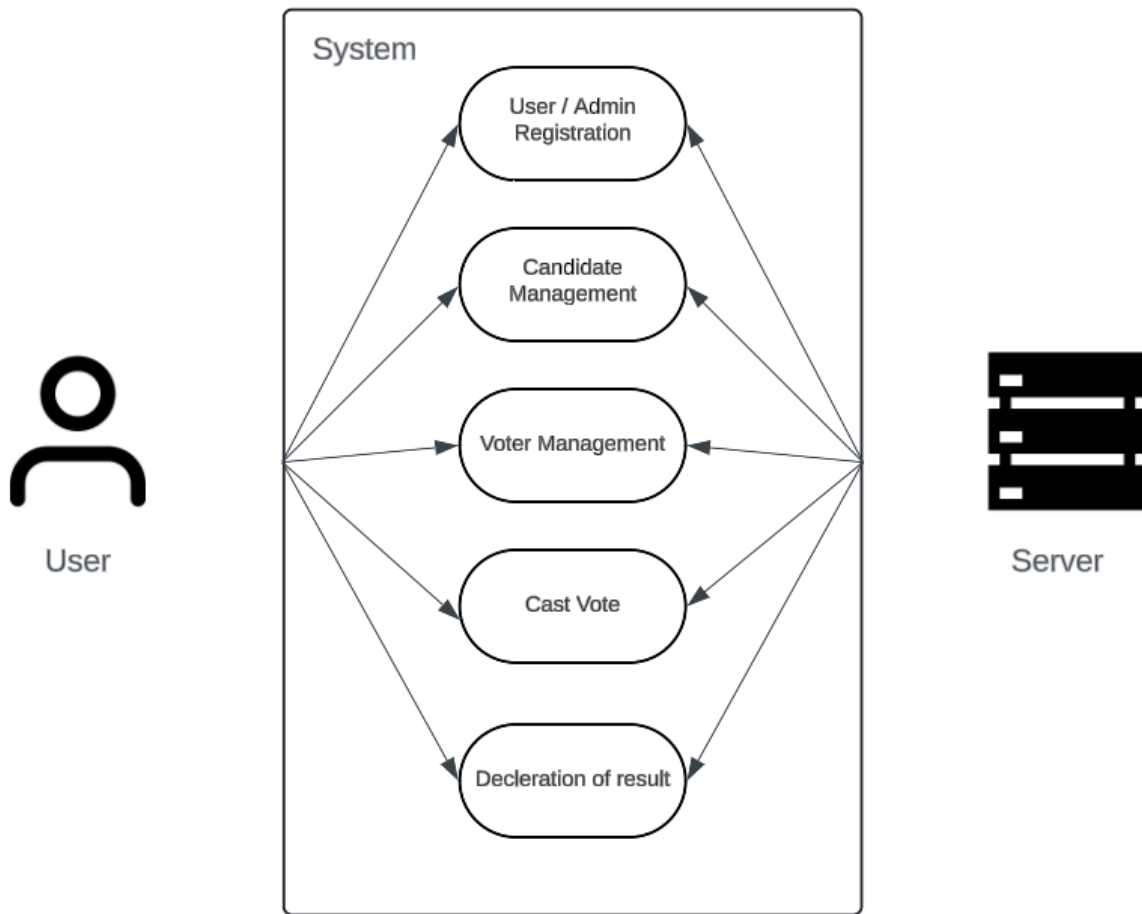 System
User / Admin
Registration
Candidate
Management
Voter Management
Cast Vote
Decleration of result
User
Server